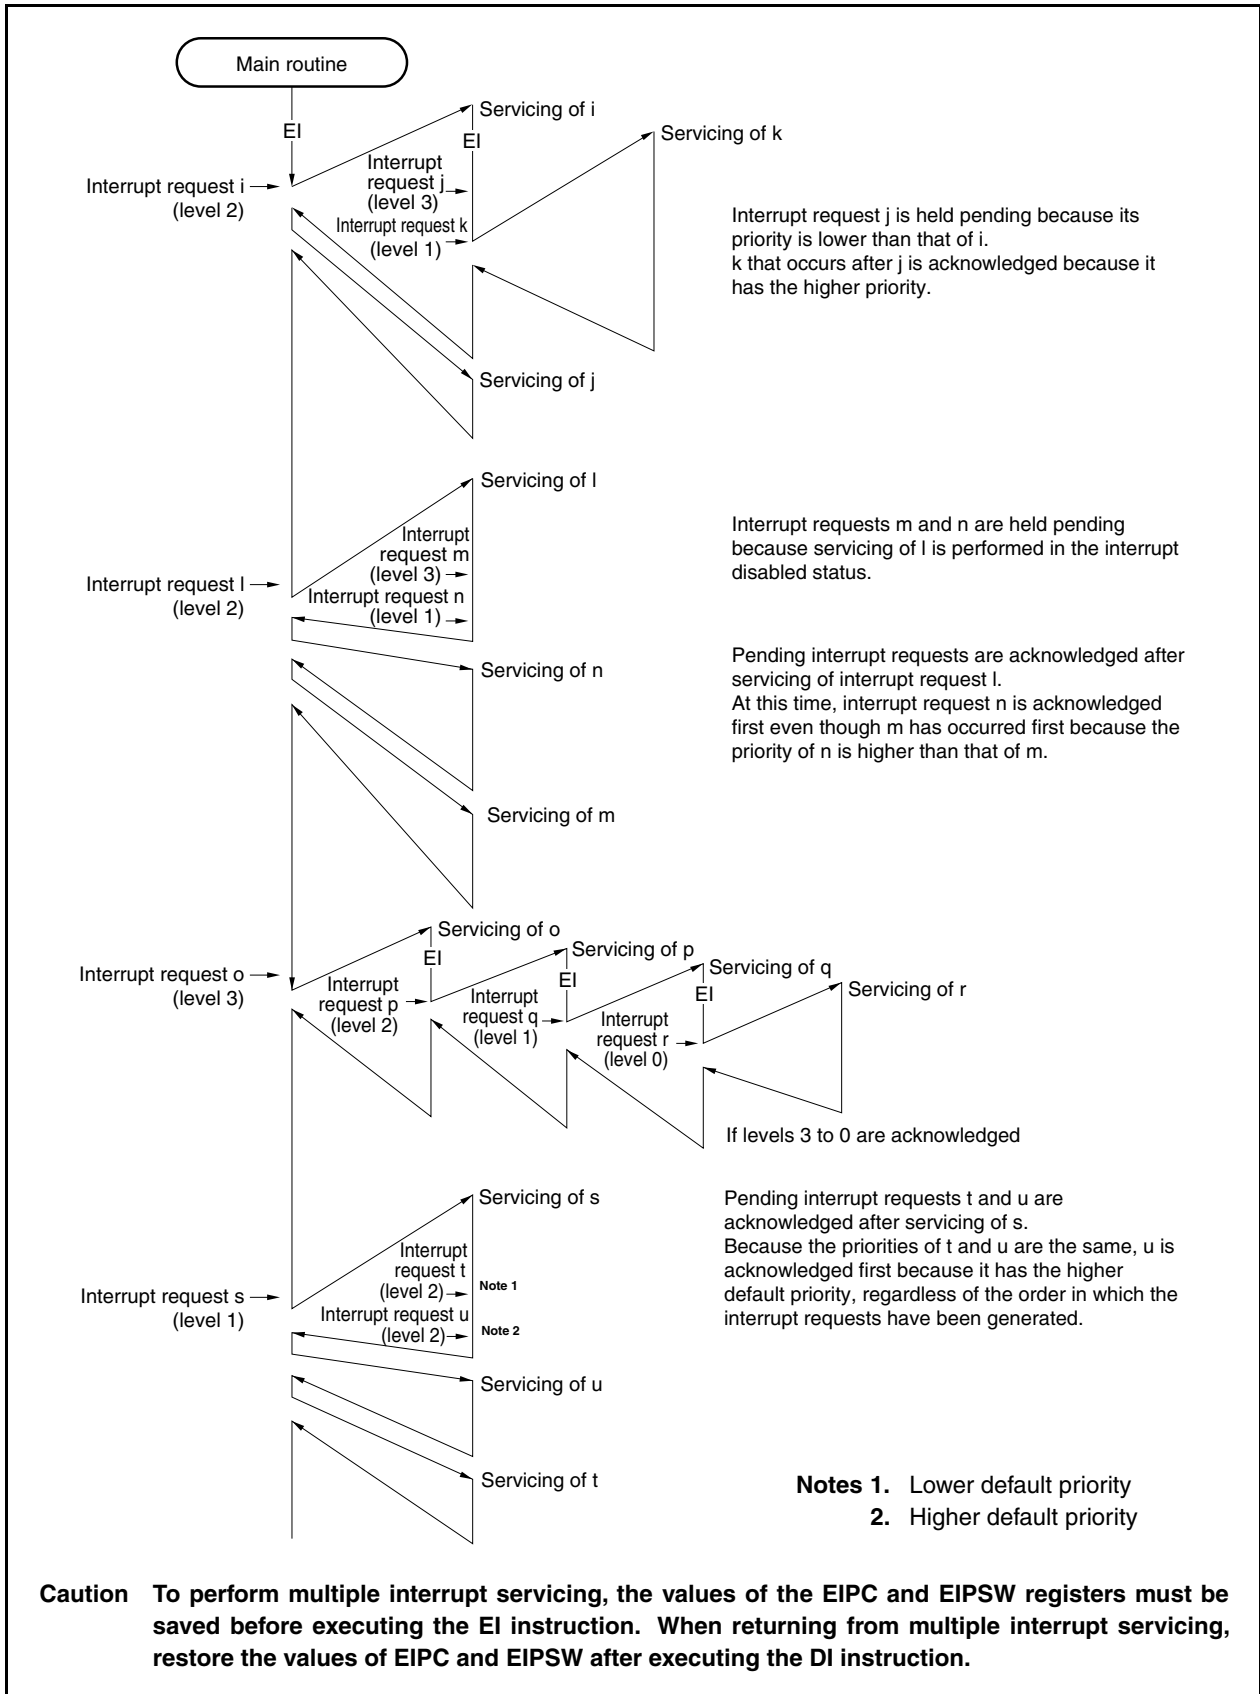 Main routine
EI
Servicing of i
EI
Servicing of k
Interrupt request i
(level 2)
Interrupt
request j
(level 3)
Interrupt request k
(level 1)
Interrupt request j is held pending because its
priority is lower than that of i.
k that occurs after j is acknowledged because it
has the higher priority.
Servicing of j
Servicing of l
Interrupt request l
(level 2)
Interrupt
request m
(level 3)
Interrupt request n
(level 1)
Interrupt requests m and n are held pending
because servicing of l is performed in the interrupt
disabled status.
Servicing of n
Pending interrupt requests are acknowledged after
servicing of interrupt request l.
At this time, interrupt request n is acknowledged
first even though m has occurred first because the
priority of n is higher than that of m.
Servicing of m
Interrupt request o
(level 3)
Servicing of o
EI
Interrupt
request p
(level 2)
Servicing of p
EI
Interrupt
request q
(level 1)
Servicing of q
EI
Interrupt
request r
(level 0)
Servicing of r
If levels 3 to 0 are acknowledged
Servicing of s
Interrupt request s
(level 1)
Interrupt
request t
(level 2)
Note 1
Interrupt request u
(level 2)
Note 2
Pending interrupt requests t and u are
acknowledged after servicing of s.
Because the priorities of t and u are the same, u is
acknowledged first because it has the higher
default priority, regardless of the order in which the
interrupt requests have been generated.
Servicing of u
Servicing of t
Notes 1. Lower default priority
2. Higher default priority
Caution To perform multiple interrupt servicing, the values of the EIPC and EIPSW registers must be
saved before executing the EI instruction. When returning from multiple interrupt servicing,
restore the values of EIPC and EIPSW after executing the DI instruction.